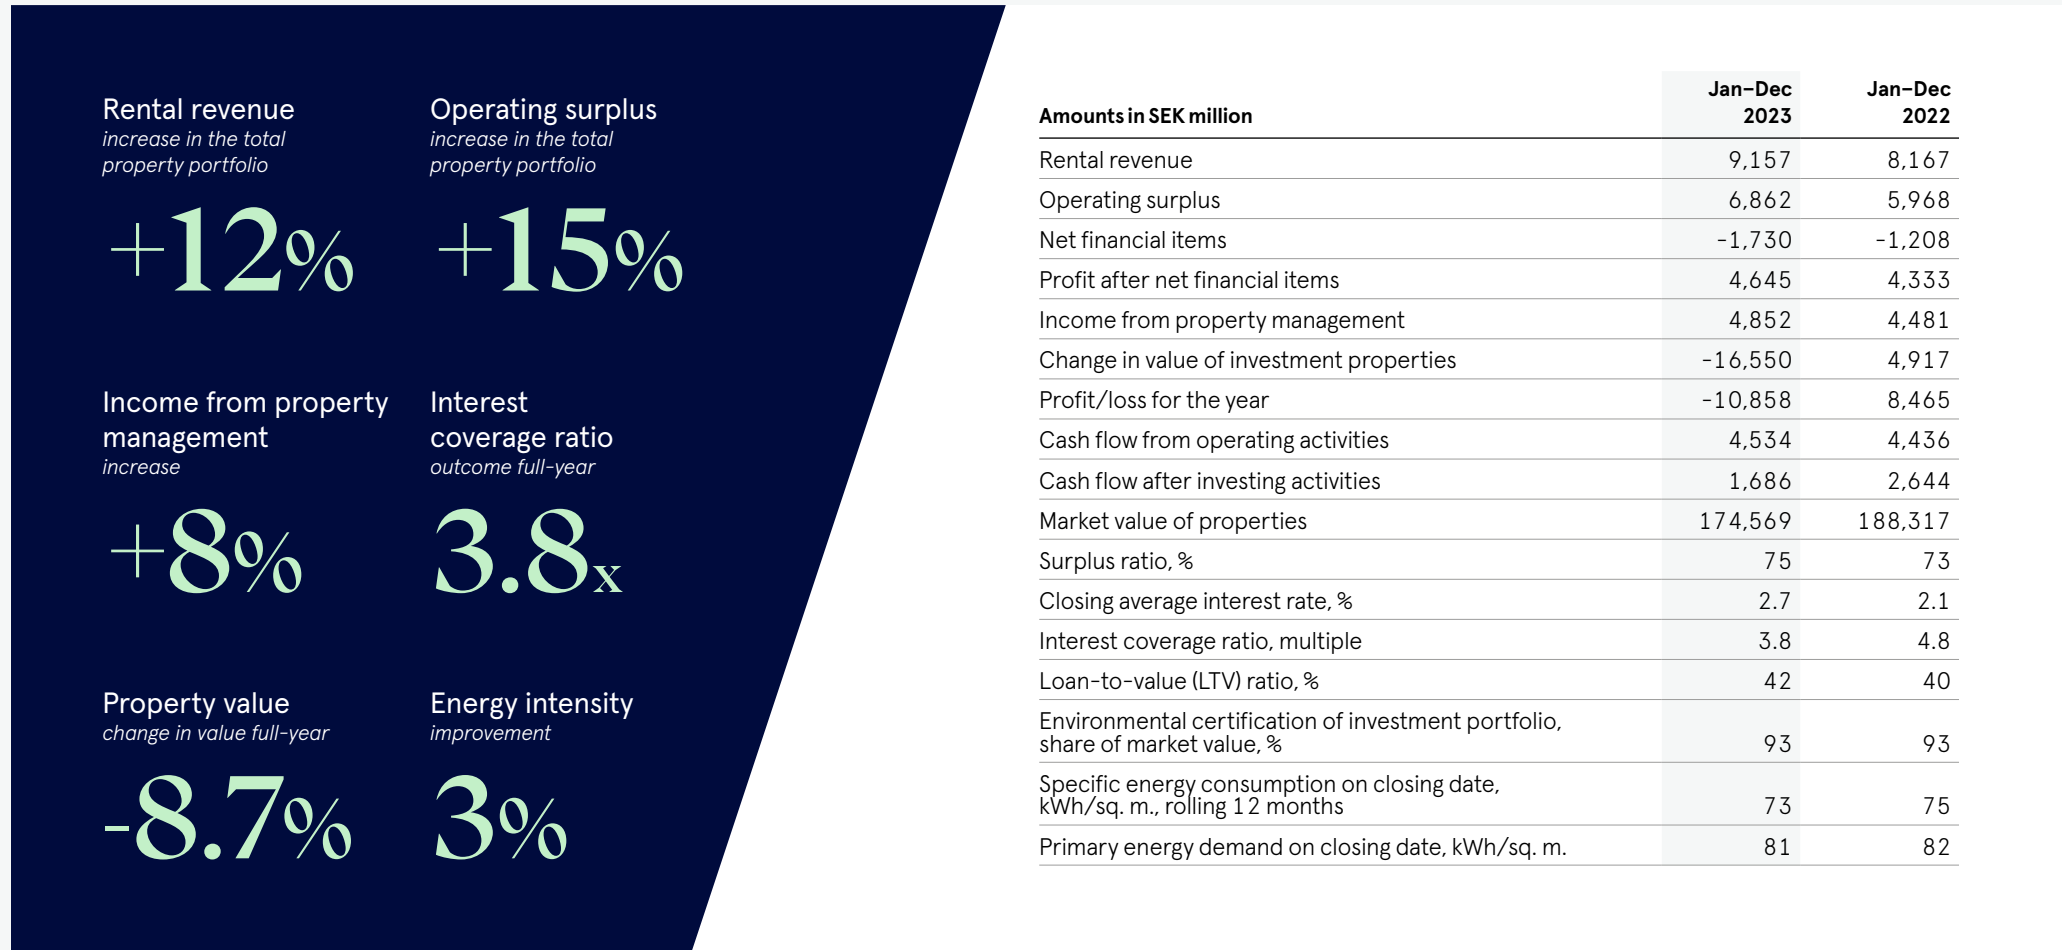 Rental revenue
increase in the total
property portfolio
+12%
Operating surplus
increase in the total
property portfolio
+15%
Income from property
management
increase
+8%
Interest
coverage ratio
outcome full-year
3.8x
Property value
change in value full-year
-8.7%
Energy intensity
improvement
3%
Jan–Dec Jan–Dec
Amounts in SEK million 2023 2022
Rental revenue 9,157 8,167
Operating surplus 6,862 5,968
Net financial items -1,730 -1,208
Profit after net financial items 4,645 4,333
Income from property management 4,852 4,481
Change in value of investment properties -16,550 4,917
Profit/loss for the year -10,858 8,465
Cash flow from operating activities 4,534 4,436
Cash flow after investing activities 1,686 2,644
Market value of properties 174,569 188,317
Surplus ratio, % 75 73
Closing average interest rate, % 2.7 2.1
Interest coverage ratio, multiple 3.8 4.8
Loan-to-value (LTV) ratio, % 42 40
Environmental certification of investment portfolio,
share of market value, % 93 93
Specific energy consumption on closing date,
kWh/sq. m., rolling 12 months 73 75
Primary energy demand on closing date, kWh/sq. m. 81 82